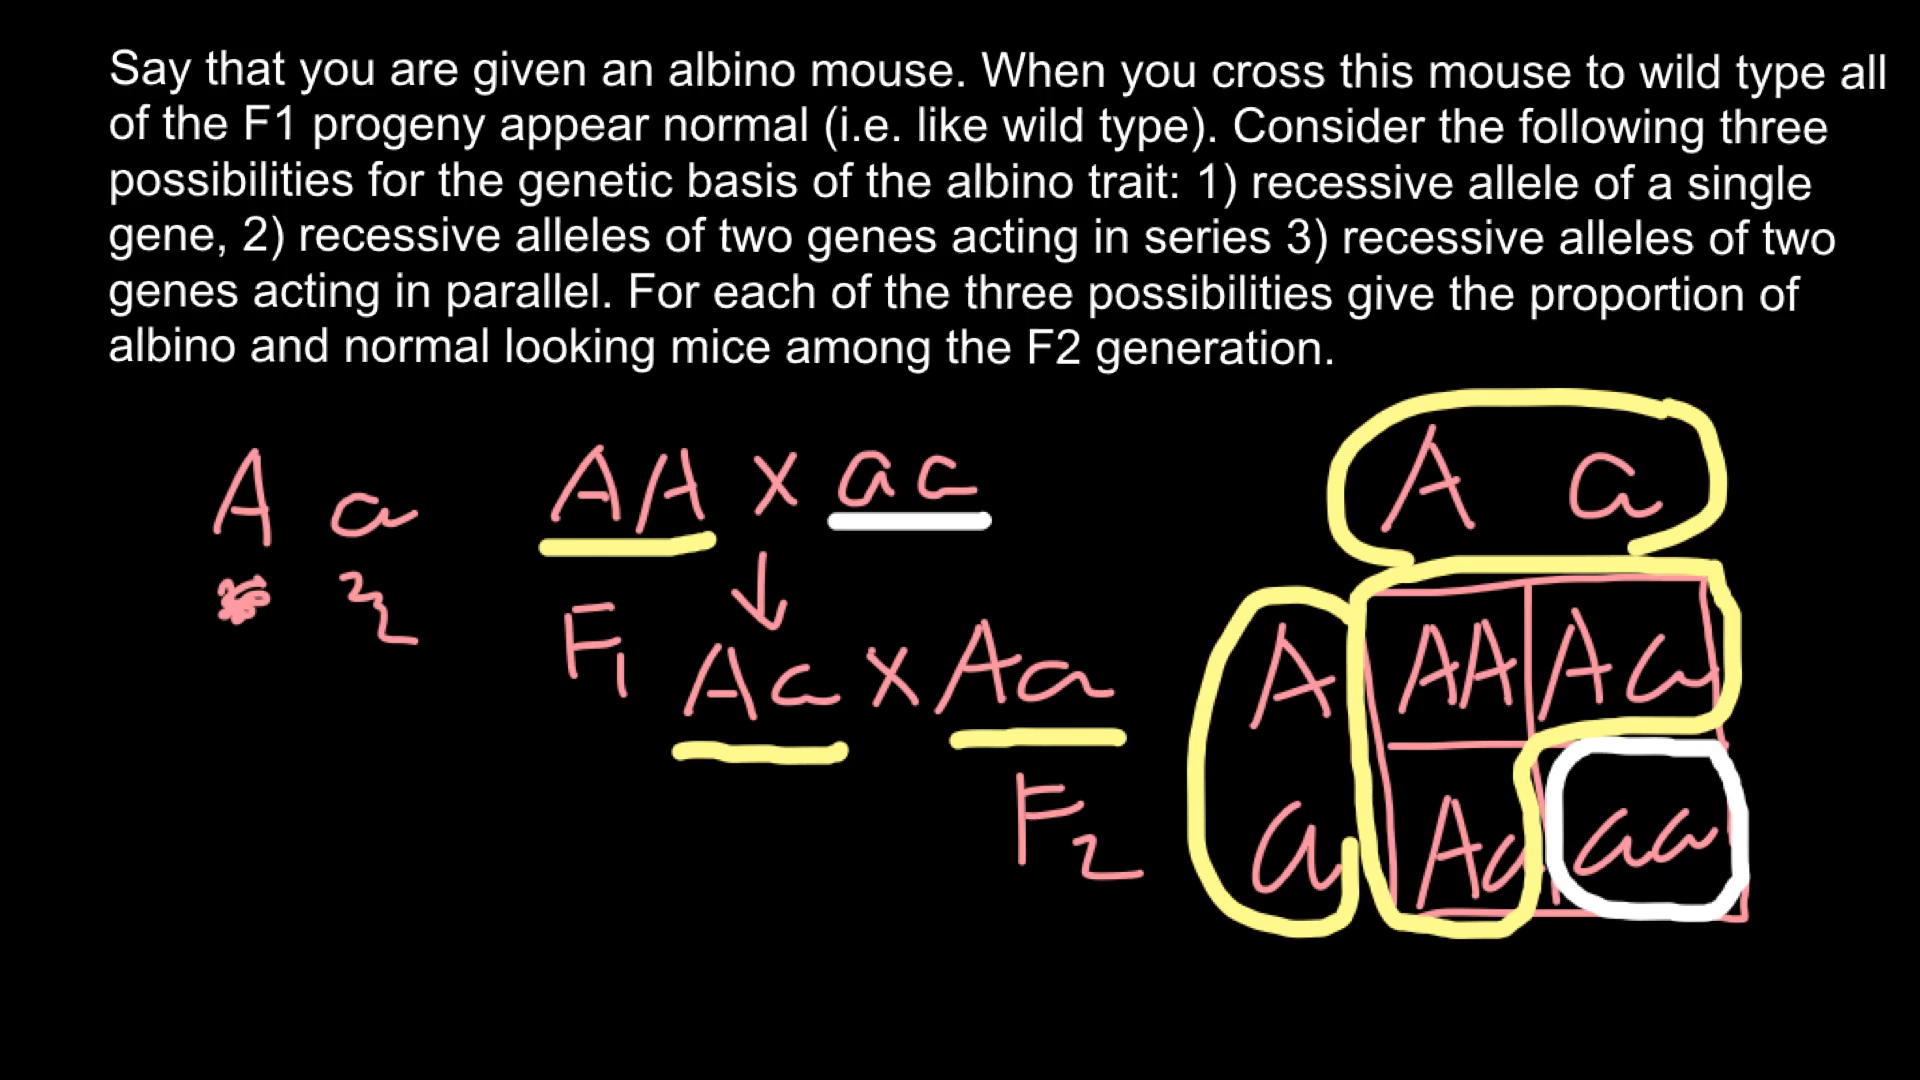 Say that you are given an albino mouse. When you cross this mouse to wild type all
of the F1 progeny appear normal (i.e. like wild type). Consider the following three
possibilities for the genetic basis of the albino trait: 1) recessive allele of a single
gene, 2) recessive alleles of two genes acting in series 3) recessive alleles of two
genes acting in parallel. For each of the three possibilities give the proportion of
albino and normal looking mice among the F2 generation.
A a
AA x aa
F1 Aa x Aa
F2
A a
A AA Aa
a Aa aa